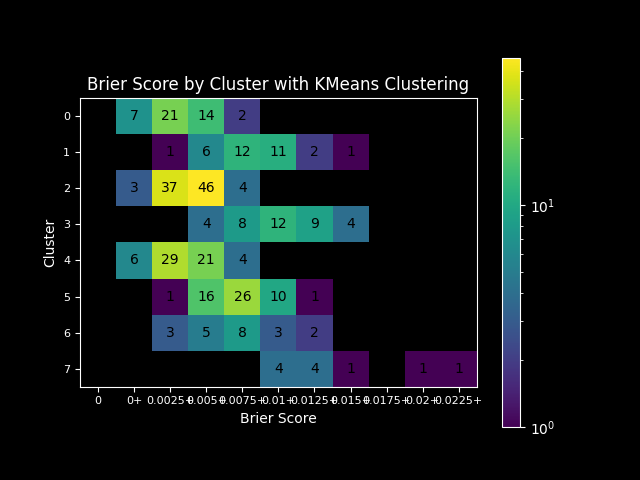 Brier Score by Cluster with KMeans Clustering
0 7 21 14 2
1 1 6 12 11 2 1
2 3 37 46 4
3 4 8 12 9 4
4 6 29 21 4
5 1 16 26 10 1
6 3 5 8 3 2
7 4 4 1 1 1
0 0+ 0.0025+ 0.005+ 0.0075+ 0.01+ 0.0125+ 0.015+ 0.0175+ 0.02+ 0.0225+
Brier Score
Cluster
10^1
10^0